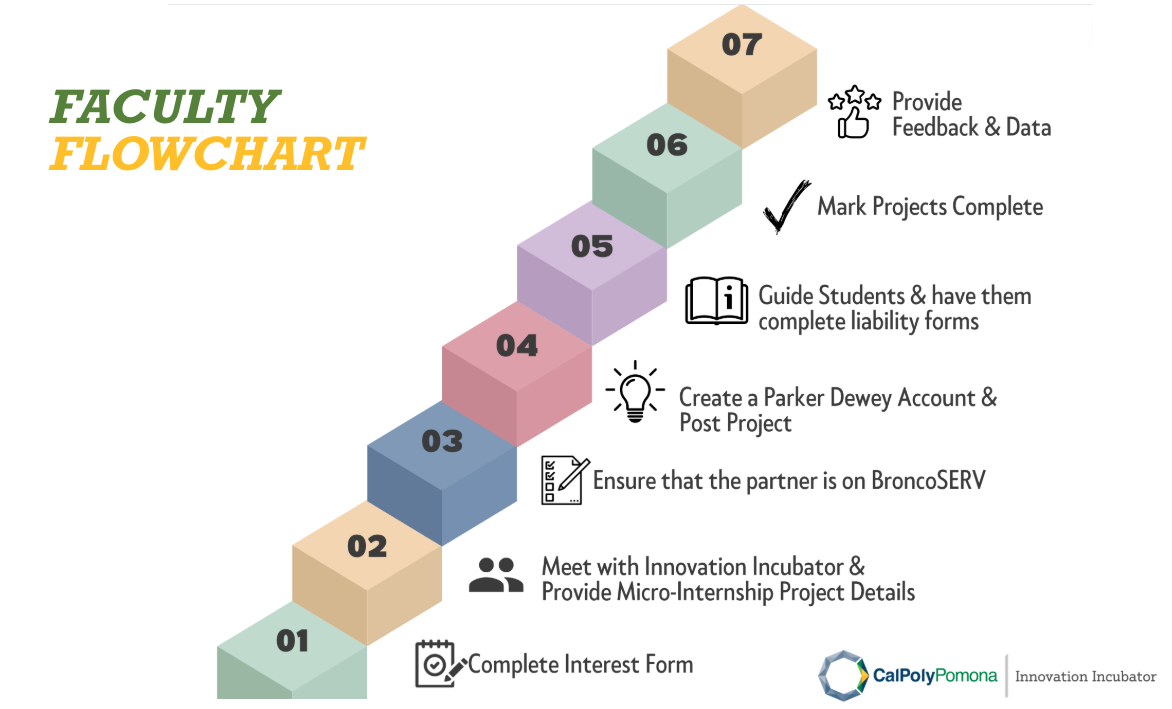 FACULTY
FLOWCHART
07
Provide
Feedback & Data
06
Mark Projects Complete
05
i
Guide Students & have them
complete liability forms
04
Create a Parker Dewey Account &
Post Project
03
Ensure that the partner is on BroncoSERV
02
Meet with Innovation Incubator &
Provide Micro-Internship Project Details
01
Complete Interest Form
CalPolyPomona | Innovation Incubator